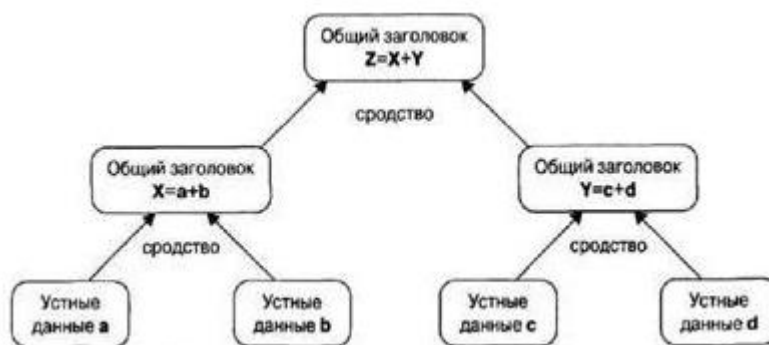 Общий заголовок
Z=X+Y
сродство
Общий заголовок
X=a+b
Общий заголовок
Y=c+d
сродство
сродство
Устные
данные a
Устные
данные b
Устные
данные c
Устные
данные d